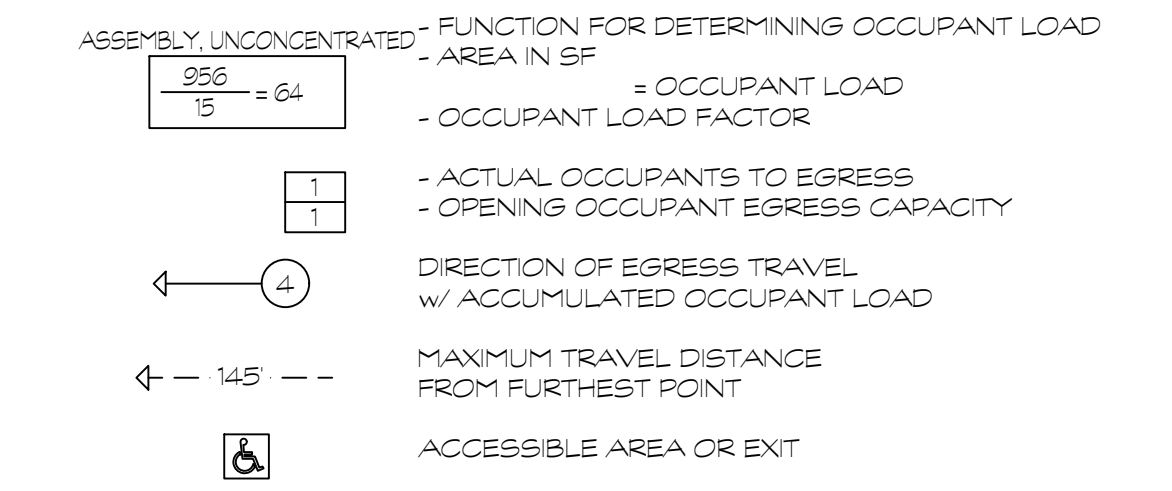 ASSEMBLY, UNCONCENTRATED - FUNCTION FOR DETERMINING OCCUPANT LOAD
956 - AREA IN SF
= 64 = OCCUPANT LOAD
15 - OCCUPANT LOAD FACTOR
1 - ACTUAL OCCUPANTS TO EGRESS
1 - OPENING OCCUPANT EGRESS CAPACITY
4 DIRECTION OF EGRESS TRAVEL
w/ ACCUMULATED OCCUPANT LOAD
145' MAXIMUM TRAVEL DISTANCE
FROM FURTHEST POINT
ACCESSIBLE AREA OR EXIT